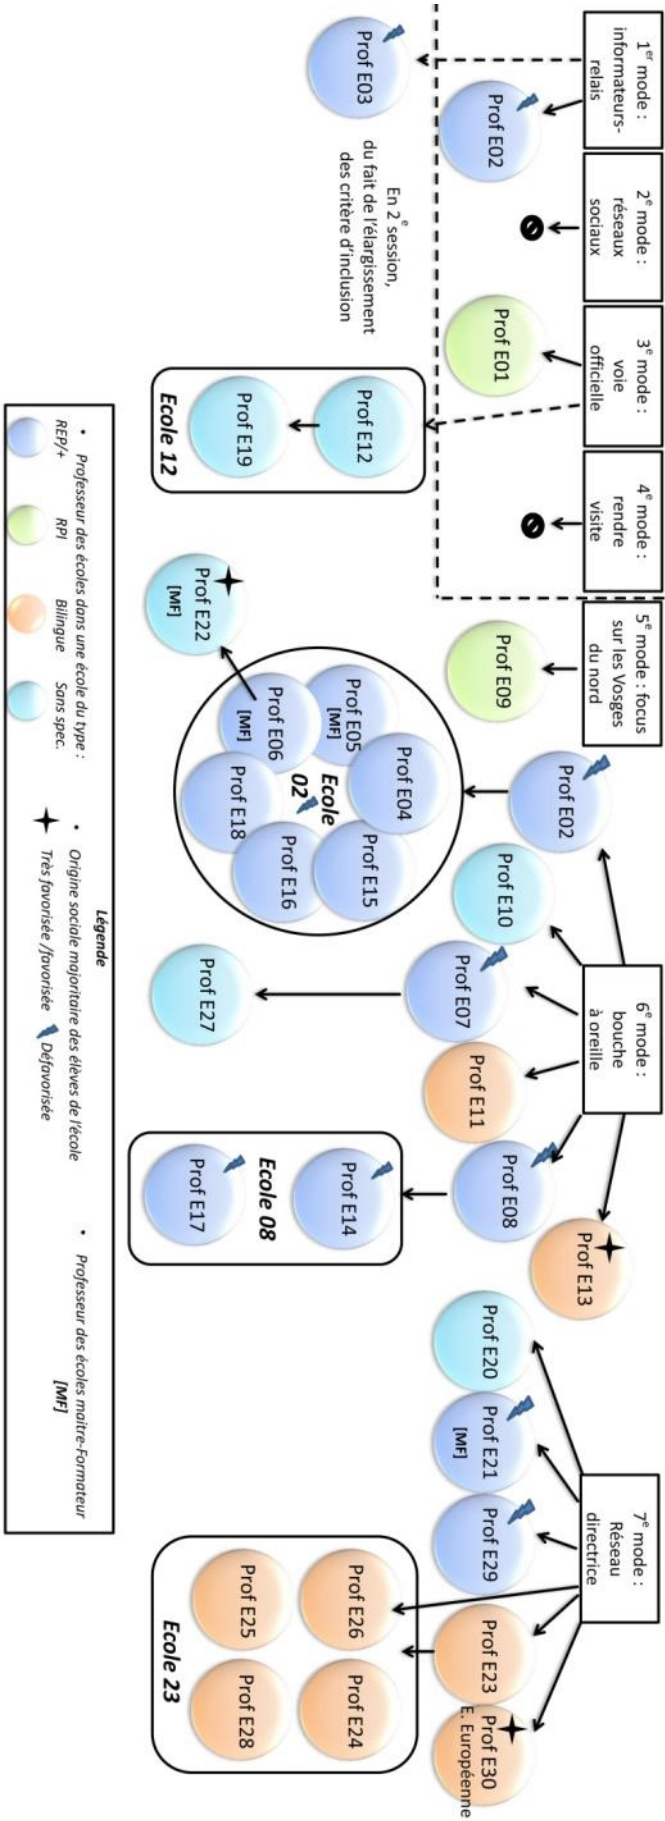 1er mode :
informateurs-
relais
2e mode :
réseaux
sociaux
3e mode :
voie
officielle
4e mode :
rendre
visite
5e mode : focus
sur les Vosges
du nord
6e mode :
bouche
à oreille
7e mode :
Réseau
directrice
Prof E03
Prof E02
En 2e session,
du fait de l'élargissement
des critère d'inclusion
Prof E01
Prof E12
Prof E19
Ecole 12
Prof E09
Prof E02
Prof E04
Prof E05
[MF]
Prof E06
[MF]
Prof E18
Prof E16
Prof E15
Ecole
02
Prof E22
[MF]
Prof E10
Prof E07
Prof E27
Prof E11
Prof E08
Prof E14
Prof E17
Ecole 08
Prof E13
Prof E20
Prof E21
[MF]
Prof E29
Prof E23
Prof E30
E. Européenne
Prof E26
Prof E24
Prof E25
Prof E28
Ecole 23
Légende
• Professeur des écoles dans une école du type :
REP/+
RPI
Bilingue
Sans spec.
• Origine sociale majoritaire des élèves de l'école
Très favorisée /favorisée
Défavorisée
• Professeur des écoles maitre-Formateur
[MF]